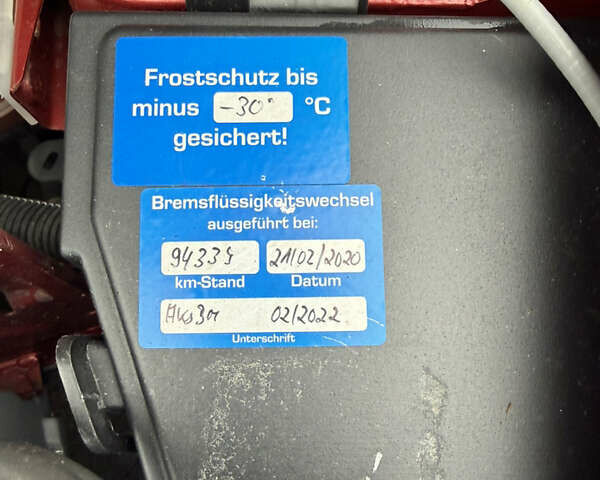 Frostschutz bis
minus -30° °C
gesichert!
Bremsflüssigkeitswechsel
ausgeführt bei:
94339 21/02/2020
km-Stand Datum
02/2022
Unterschrift